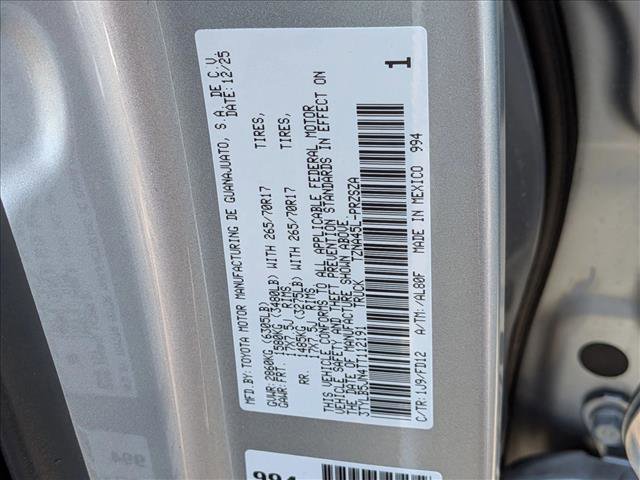 MFD.BY: TOYOTA MOTOR MANUFACTURING DE GUANAJUATO, S.A. DE C.V.
DATE: 12/25
GVWR: 2860KG (6305LB)
GAWR: FRT. 1580KG (3480LB) WITH 265/70R17 TIRES,
17X7.5J RIMS,
RR. 1485KG (3275LB) WITH 265/70R17 TIRES,
17X7.5J RIMS,
THIS VEHICLE CONFORMS TO ALL APPLICABLE FEDERAL MOTOR
VEHICLE SAFETY AND THEFT PREVENTION STANDARDS IN EFFECT ON
THE DATE OF MANUFACTURE SHOWN ABOVE.
3TYLB5JN4TT112191 TRUCK TZNA45L-PRZSZA
C/TR: 1J9/FD12 A/TM: /AL80F MADE IN MEXICO 994
1
994